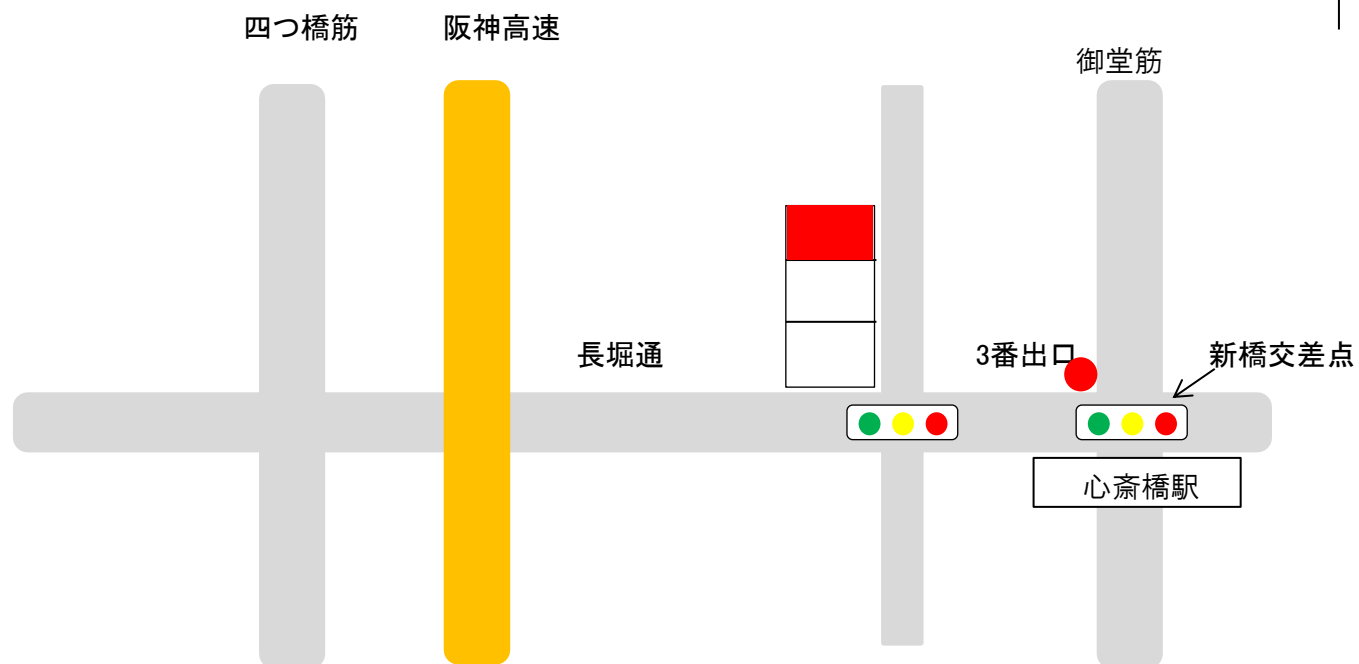 四つ橋筋
阪神高速
御堂筋
長堀通
3番出口
新橋交差点
心斎橋駅